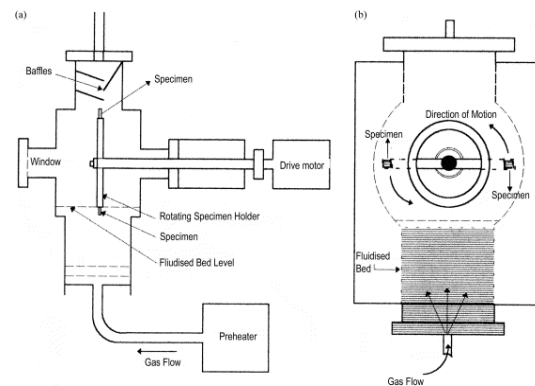 (a)
(b)
Baffles
Specimen
Window
Drive motor
Rotating Specimen Holder
Specimen
Fliudised Bed Level
Preheater
Gas Flow
Direction of Motion
Specimen
Specimen
Fluidised
Bed
Gas Flow